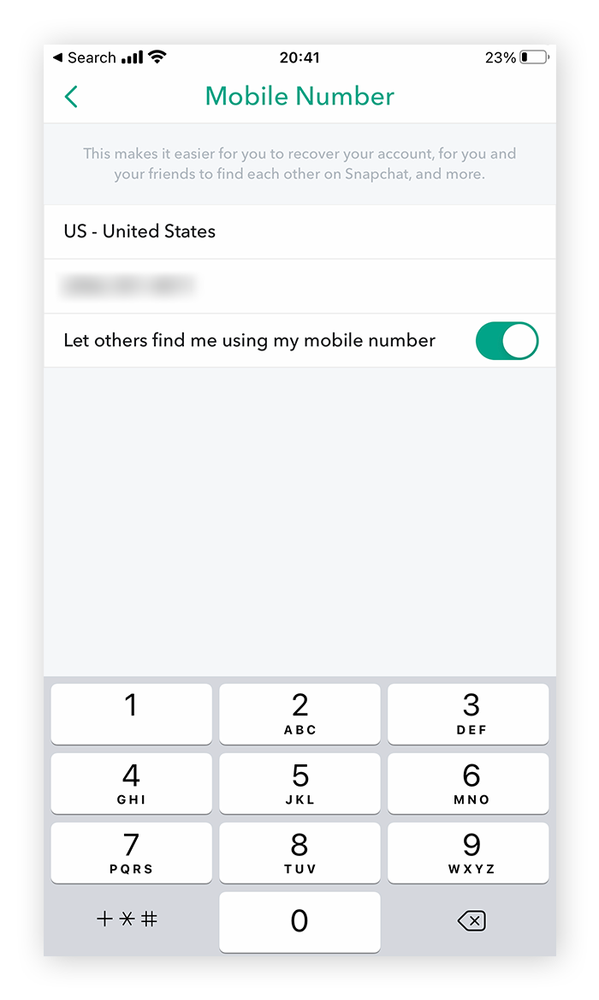 ◀ Search 20:41 23%
Mobile Number
This makes it easier for you to recover your account, for you and
your friends to find each other on Snapchat, and more.
US - United States
Let others find me using my mobile number
1 2 3
ABC DEF
4 5 6
GHI JKL MNO
7 8 9
PQRS TUV WXYZ
+*# 0